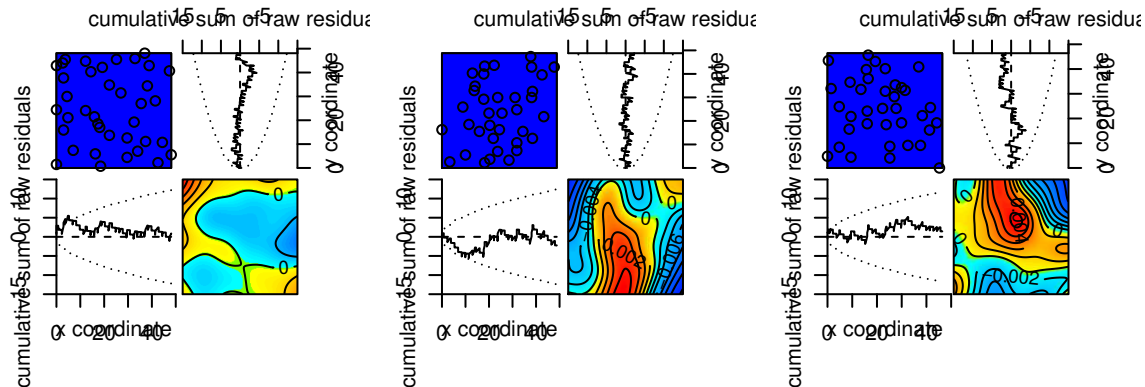 cumulative sum of raw residuals
15 5 -5
0 20 40
y coordinate
cumulative sum of raw residuals
-15 0 10
0 20 40
x coordinate
0
0
cumulative sum of raw residuals
15 5 -5
0 20 40
y coordinate
cumulative sum of raw residuals
-15 0 10
0 20 40
x coordinate
-0.004
0
0
0.002
-0.006
cumulative sum of raw residuals
15 5 -5
0 20 40
y coordinate
cumulative sum of raw residuals
-15 0 10
0 20 40
x coordinate
0
0
0
-0.002